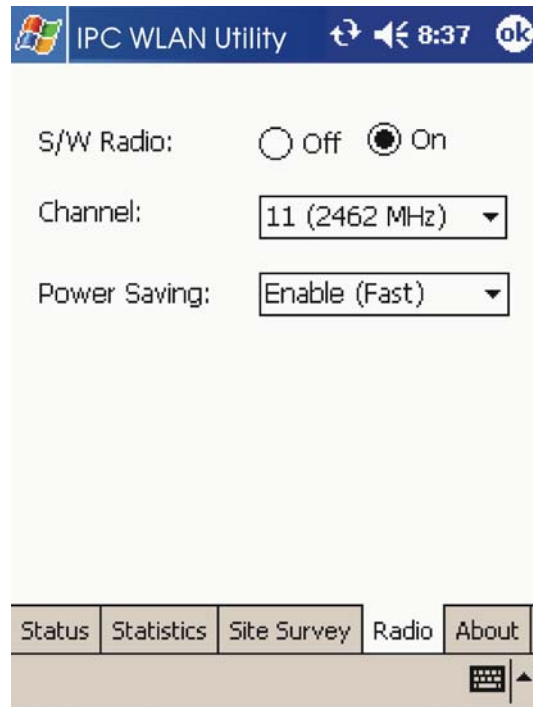 IPC WLAN Utility 8:37 ok
S/W Radio: Off On
Channel: 11 (2462 MHz)
Power Saving: Enable (Fast)
Status Statistics Site Survey Radio About